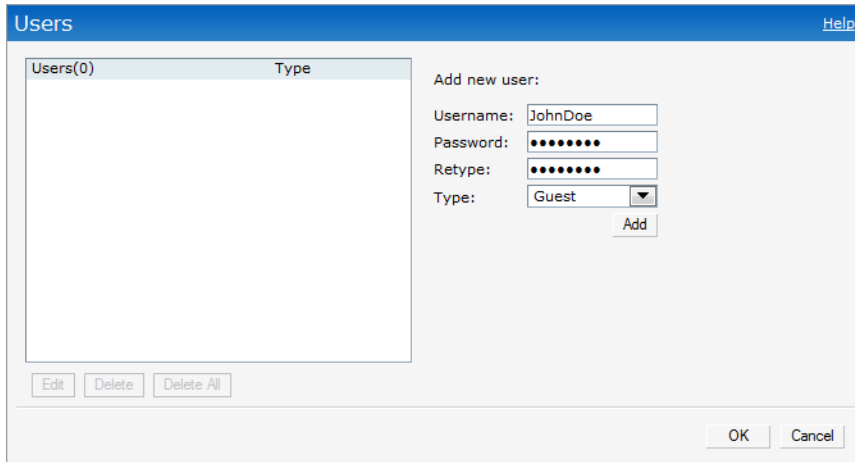 Users
Help
Users(0) Type
Add new user:
Username: JohnDoe
Password: ••••••••
Retype: ••••••••
Type: Guest
Add
Edit Delete Delete All
OK Cancel